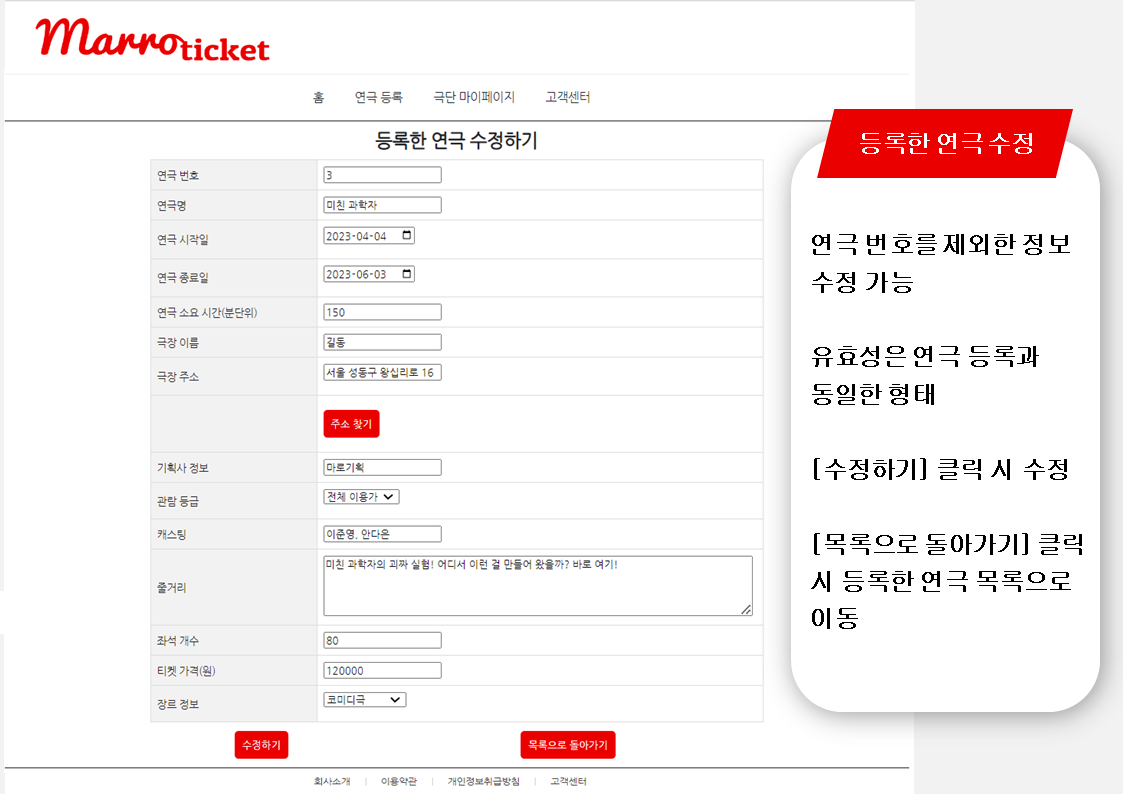 Marro ticket
홈 연극 등록 극단 마이페이지 고객센터
등록한 연극 수정하기
연극 번호 3
연극명 미친 과학자
연극 시작일 2023-04-04
연극 종료일 2023-06-03
연극 소요 시간(분단위) 150
극장 이름 길동
극장 주소 서울 성동구 왕십리로 16
주소 찾기
기획사 정보 마로기획
관람 등급 전체 이용가
캐스팅 이준영, 안다은
줄거리 미친 과학자의 괴짜 실험! 어디서 이런 걸 만들어 왔을까? 바로 여기!
좌석 개수 80
티켓 가격(원) 120000
장르 정보 코미디극
수정하기 목록으로 돌아가기
회사소개 | 이용약관 | 개인정보취급방침 | 고객센터
등록한 연극 수정
연극 번호를 제외한 정보
수정 가능
유효성은 연극 등록과
동일한 형태
[수정하기] 클릭 시 수정
[목록으로 돌아가기] 클릭
시 등록한 연극 목록으로
이동